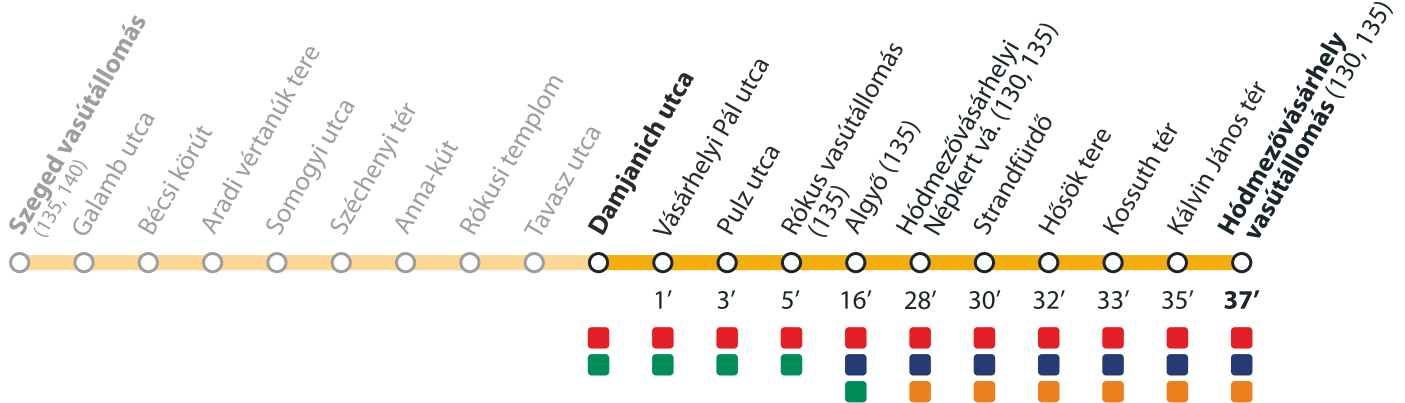 Szeged vasútállomás
(135, 140)
Galamb utca
Bécsi körút
Aradi vértanúk tere
Somogyi utca
Széchenyi tér
Anna-kút
Rókusi templom
Tavasz utca
Damjanich utca
Vásárhelyi Pál utca
Pulz utca
Rókus vasútállomás
(135)
Algyő (135)
Hódmezővásárhelyi
Népkert vá. (130, 135)
Strandfürdő
Hősök tere
Kossuth tér
Kálvin János tér
Hódmezővásárhely
vasútállomás (130, 135)
1’ 3’ 5’ 16’ 28’ 30’ 32’ 33’ 35’ 37’